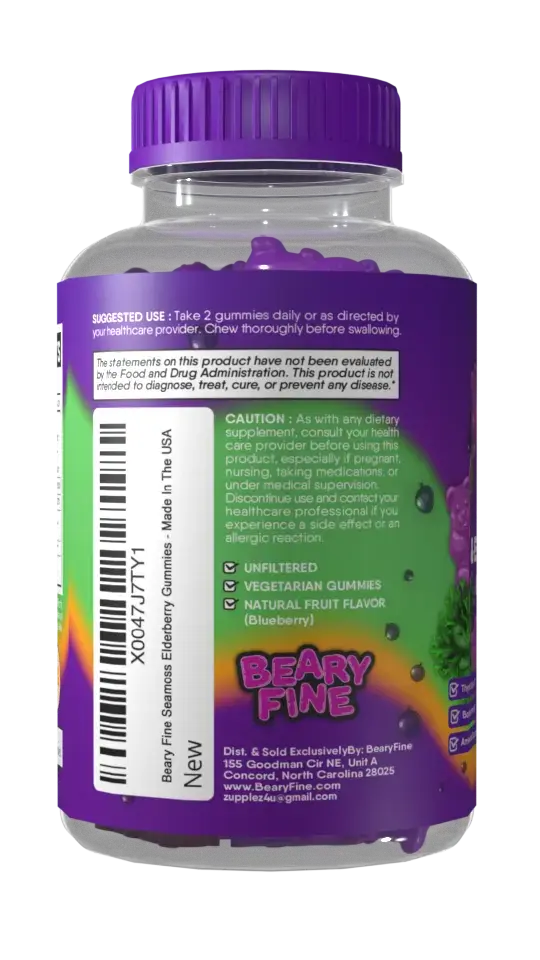 SUGGESTED USE : Take 2 gummies daily or as directed by
your healthcare provider. Chew thoroughly before swallowing.
The statements on this product have not been evaluated
by the Food and Drug Administration. This product is not
intended to diagnose, treat, cure, or prevent any disease.*
X0047J7TY1
Beary Fine Seamoss Elderberry Gummies - Made In The USA
New
CAUTION : As with any dietary
supplement, consult your health
care provider before using this
product, especially if pregnant,
nursing, taking medications, or
under medical supervision.
Discontinue use and contact your
healthcare professional if you
experience a side effect or an
allergic reaction.
UNFILTERED
VEGETARIAN GUMMIES
NATURAL FRUIT FLAVOR
(Blueberry)
BEARY
FINE
Dist. & Sold ExclusivelyBy: BearyFine
155 Goodman Cir NE, Unit A
Concord, North Carolina 28025
www.BearyFine.com
zupplez4u@gmail.com